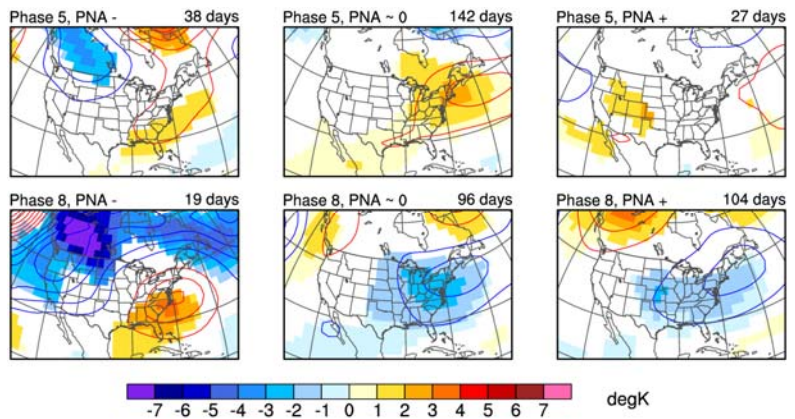 Phase 5, PNA - 38 days
Phase 5, PNA ~ 0 142 days
Phase 5, PNA + 27 days
Phase 8, PNA - 19 days
Phase 8, PNA ~ 0 96 days
Phase 8, PNA + 104 days
-7 -6 -5 -4 -3 -2 -1 0 1 2 3 4 5 6 7
degK